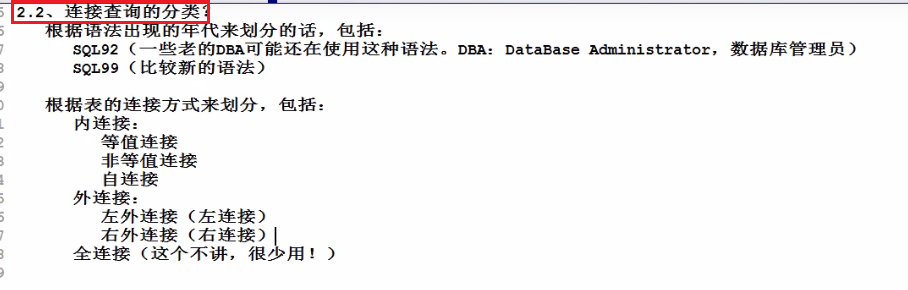 2.2、连接查询的分类?
根据语法出现的年代来划分的话,包括:
SQL92(一些老的DBA可能还在使用这种语法。DBA:DataBase Administrator,数据库管理员)
SQL99(比较新的语法)
根据表的连接方式来划分,包括:
内连接:
等值连接
非等值连接
自连接
外连接:
左外连接(左连接)
右外连接(右连接)
全连接(这个不讲,很少用!)